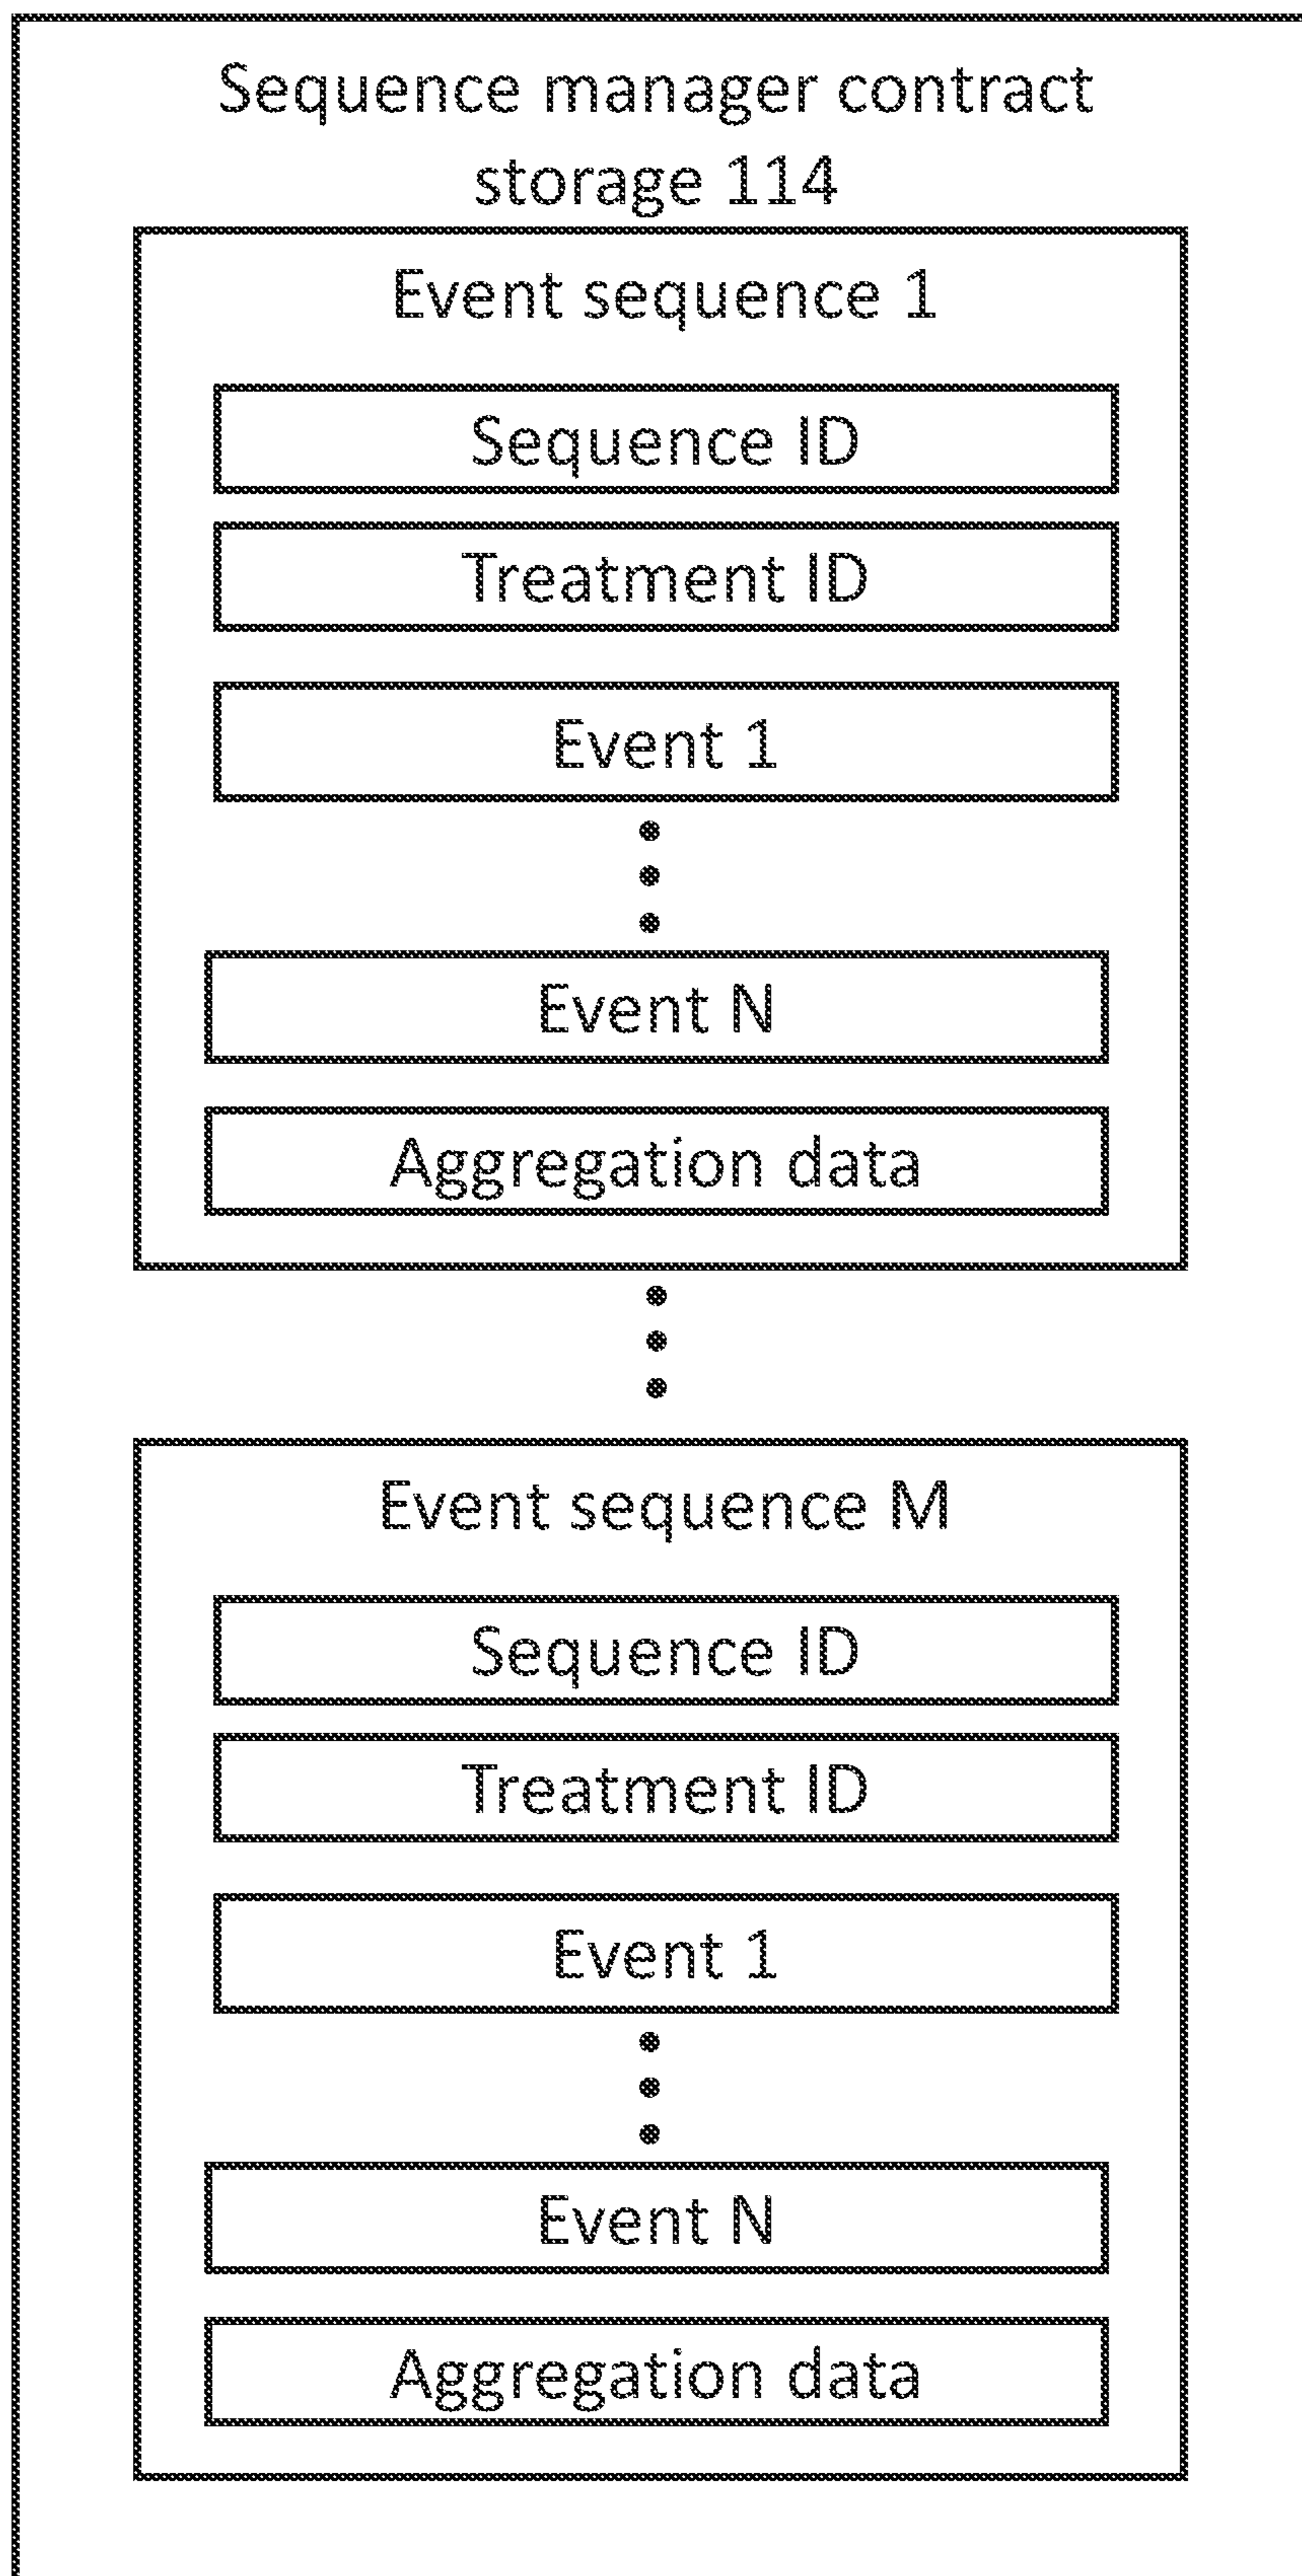 Sequence manager contract
storage 114
Event sequence 1
Sequence ID
Treatment ID
Event 1
Event N
Aggregation data
Event sequence M
Sequence ID
Treatment ID
Event 1
Event N
Aggregation data